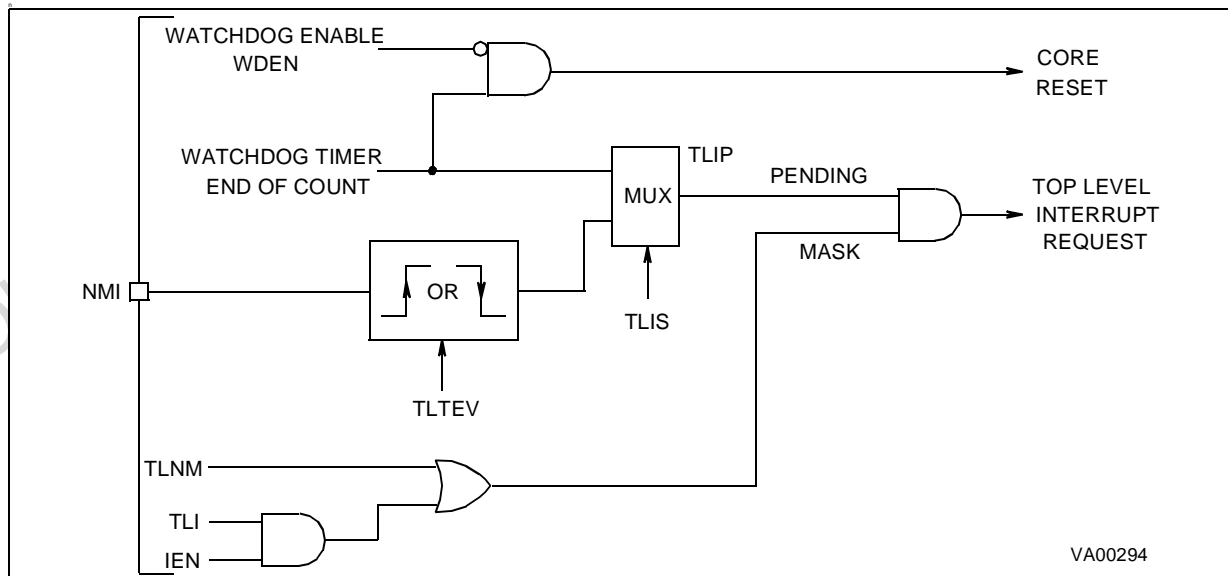 WATCHDOG ENABLE
WDEN
CORE
RESET
WATCHDOG TIMER
END OF COUNT
TLIP
MUX
PENDING
TOP LEVEL
INTERRUPT
REQUEST
MASK
NMI
OR
TLIS
TLTEV
TLNM
TLI
IEN
VA00294